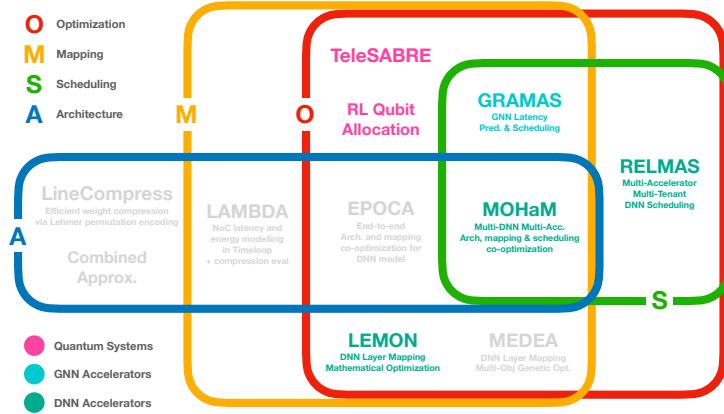 O Optimization
M Mapping
S Scheduling
A Architecture
M
O
TeleSABRE
RL Qubit
Allocation
GRAMAS
GNN Latency
Pred. & Scheduling
RELMAS
Multi-Accelerator
Multi-Tenant
DNN Scheduling
A
LineCompress
Efficient weight compression
via Lehmer permutation encoding
Combined
Approx.
LAMBDA
NoC latency and
energy modelling
in Timeloop
+ compression eval
EPOCA
End-to-end
Arch. and mapping
co-optimization for
DNN model
MOHaM
Multi-DNN Multi-Acc.
Arch, mapping & scheduling
co-optimization
S
LEMON
DNN Layer Mapping
Mathematical Optimization
MEDEA
DNN Layer Mapping
Multi-Obj Genetic Opt.
Quantum Systems
GNN Accelerators
DNN Accelerators